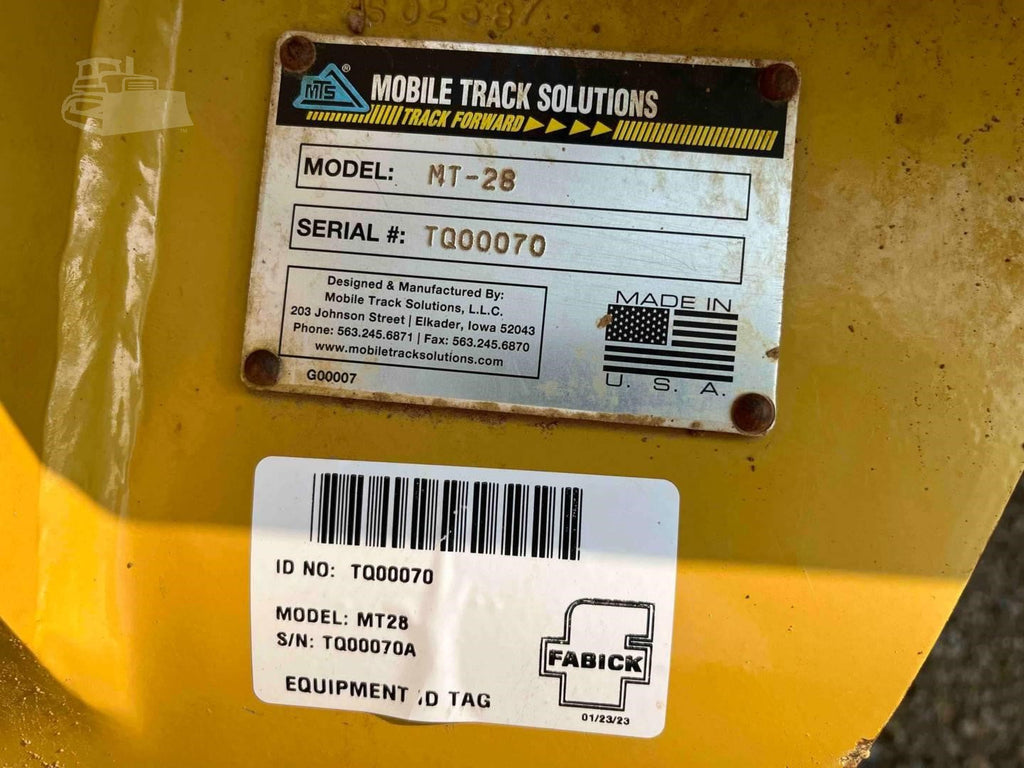 502587
MTS®
MOBILE TRACK SOLUTIONS
TRACK FORWARD
MODEL: MT-28
SERIAL #: TQ00070
Designed & Manufactured By:
Mobile Track Solutions, L.L.C.
203 Johnson Street | Elkader, Iowa 52043
Phone: 563.245.6871 | Fax: 563.245.6870
www.mobiletracksolutions.com
G00007
MADE IN
U. S. A.
ID NO: TQ00070
MODEL: MT28
S/N: TQ00070A
EQUIPMENT ID TAG
FABICK
01/23/23